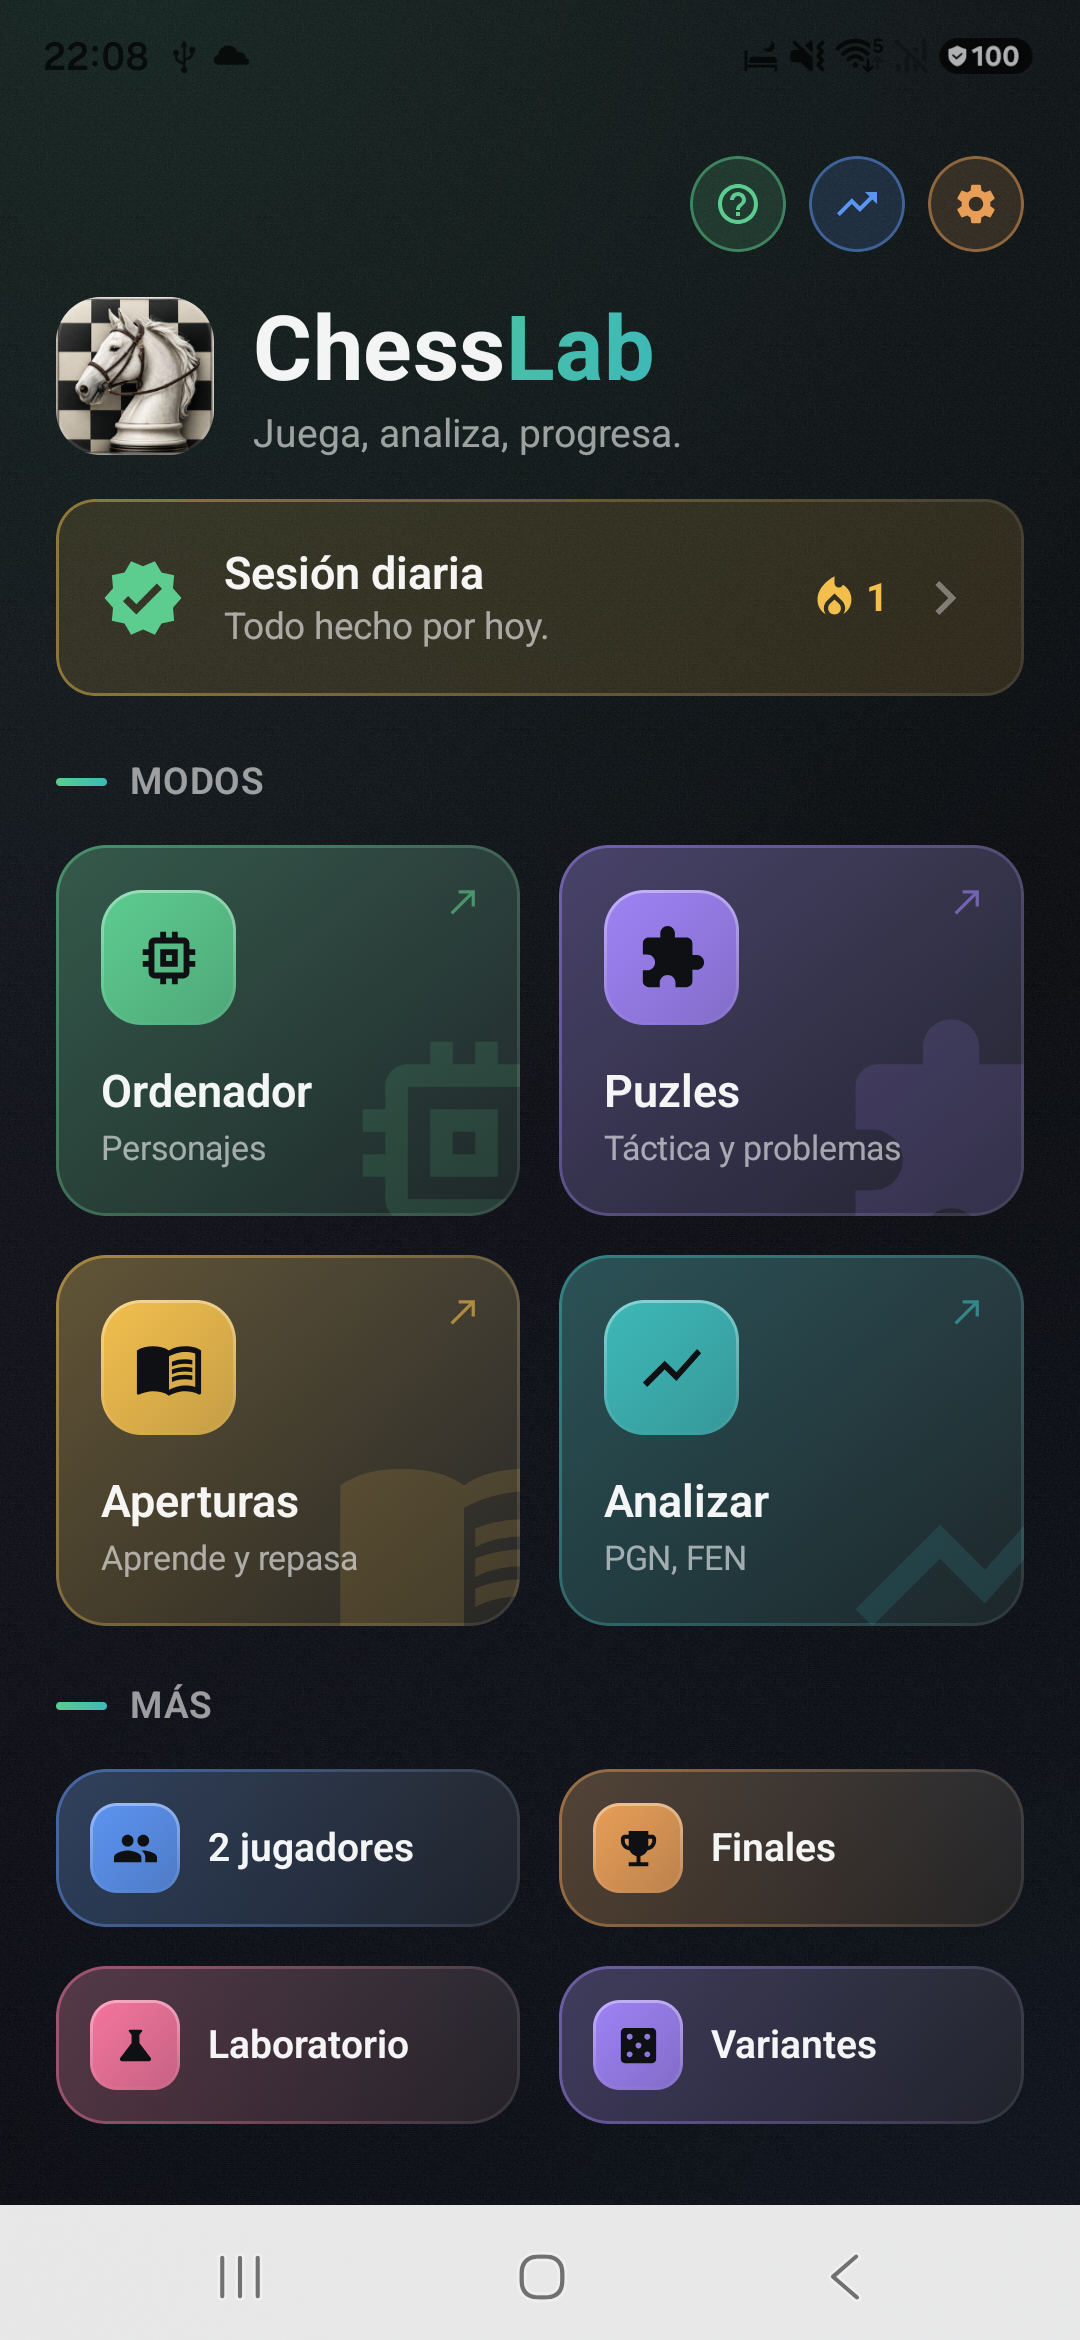 22:08
5
100
ChessLab
Juega, analiza, progresa.
Sesión diaria
Todo hecho por hoy.
1
MODOS
Ordenador
Personajes
Puzles
Táctica y problemas
Aperturas
Aprende y repasa
Analizar
PGN, FEN
MÁS
2 jugadores
Finales
Laboratorio
Variantes